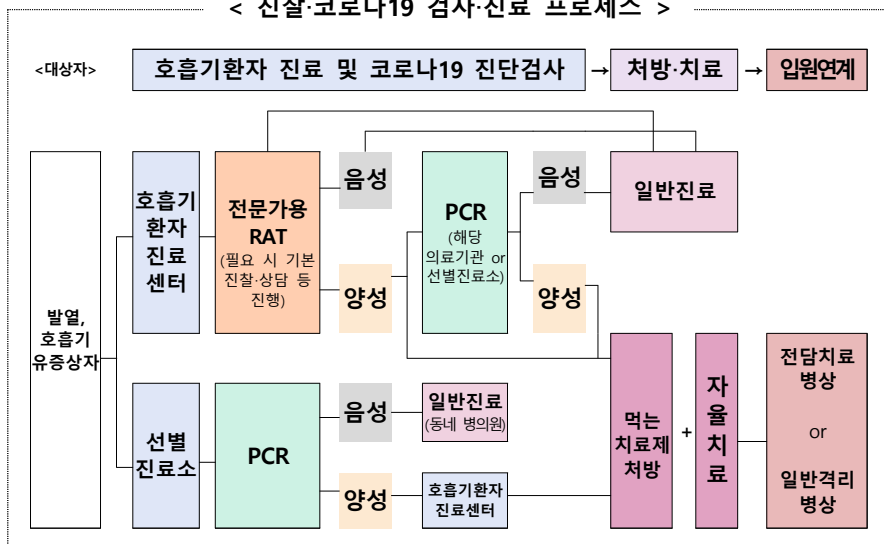 < 진찰·코로나19 검사·진료 프로세스 >
<대상자>
호흡기환자 진료 및 코로나19 진단검사
→
처방·치료
→
입원연계
발열,
호흡기
유증상자
호흡기
환자
진료
센터
전문가용
RAT
(필요 시 기본
진찰·상담 등
진행)
음성
양성
PCR
(해당
의료기관 or
선별진료소)
음성
양성
일반진료
선별
진료소
PCR
음성
양성
일반진료
(동네 병의원)
호흡기환자
진료센터
먹는
치료제
처방
+
자
율
치
료
전담치료
병상
or
일반격리
병상